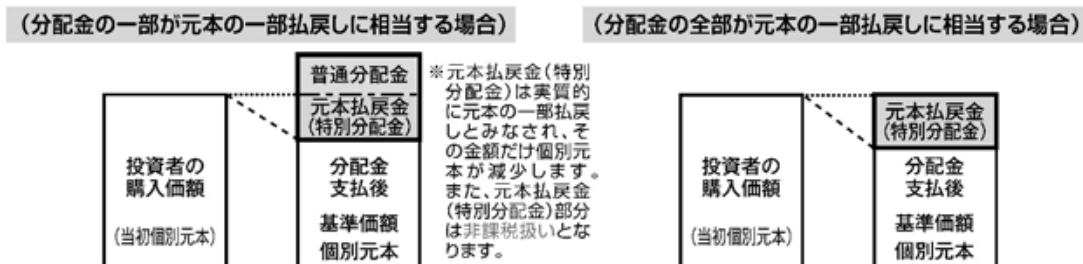 （分配金の一部が元本の一部払戻しに相当する場合）
普通分配金
元本払戻金
（特別分配金）
投資者の
購入価額
（当初個別元本）
分配金
支払後
基準価額
個別元本
※元本払戻金（特別
分配金）は実質的
に元本の一部払戻
しとみなされ、そ
の金額だけ個別元
本が減少します。
また、元本払戻金
（特別分配金）部分
は非課税扱いとな
ります。
（分配金の全部が元本の一部払戻しに相当する場合）
元本払戻金
（特別分配金）
投資者の
購入価額
（当初個別元本）
分配金
支払後
基準価額
個別元本